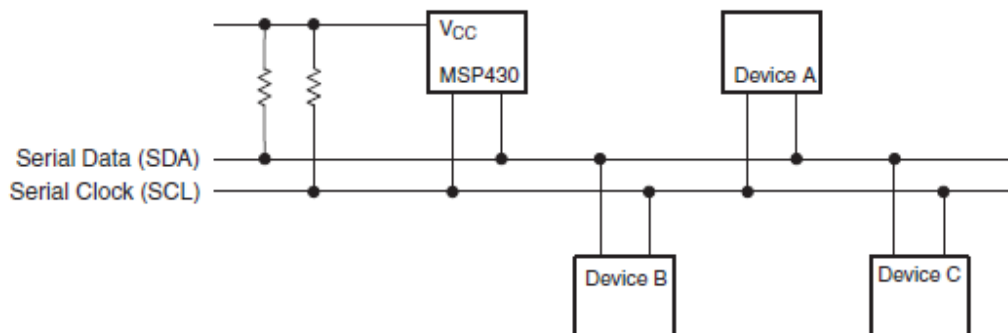 VCC
MSP430
Device A
Serial Data (SDA)
Serial Clock (SCL)
Device B
Device C